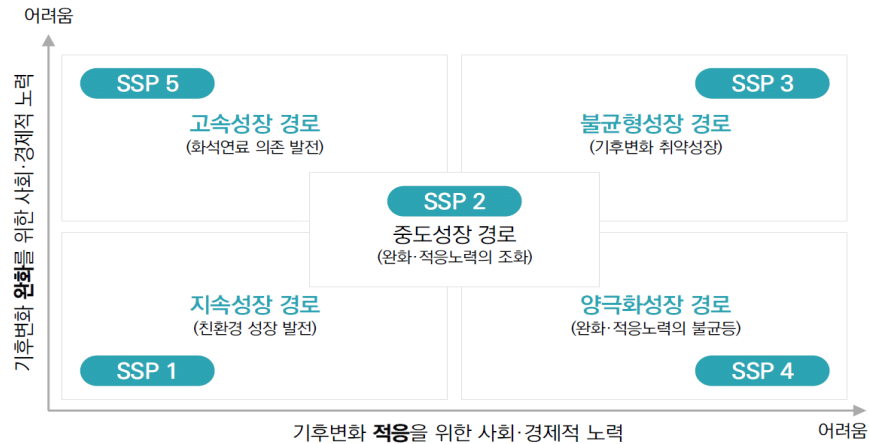 어려움
기후변화 완화를 위한 사회·경제적 노력
SSP 5
고속성장 경로
(화석연료 의존 발전)
SSP 3
불균형성장 경로
(기후변화 취약성장)
SSP 2
중도성장 경로
(완화·적응노력의 조화)
지속성장 경로
(친환경 성장 발전)
SSP 1
양극화성장 경로
(완화·적응노력의 불균등)
SSP 4
기후변화 적응을 위한 사회·경제적 노력
어려움